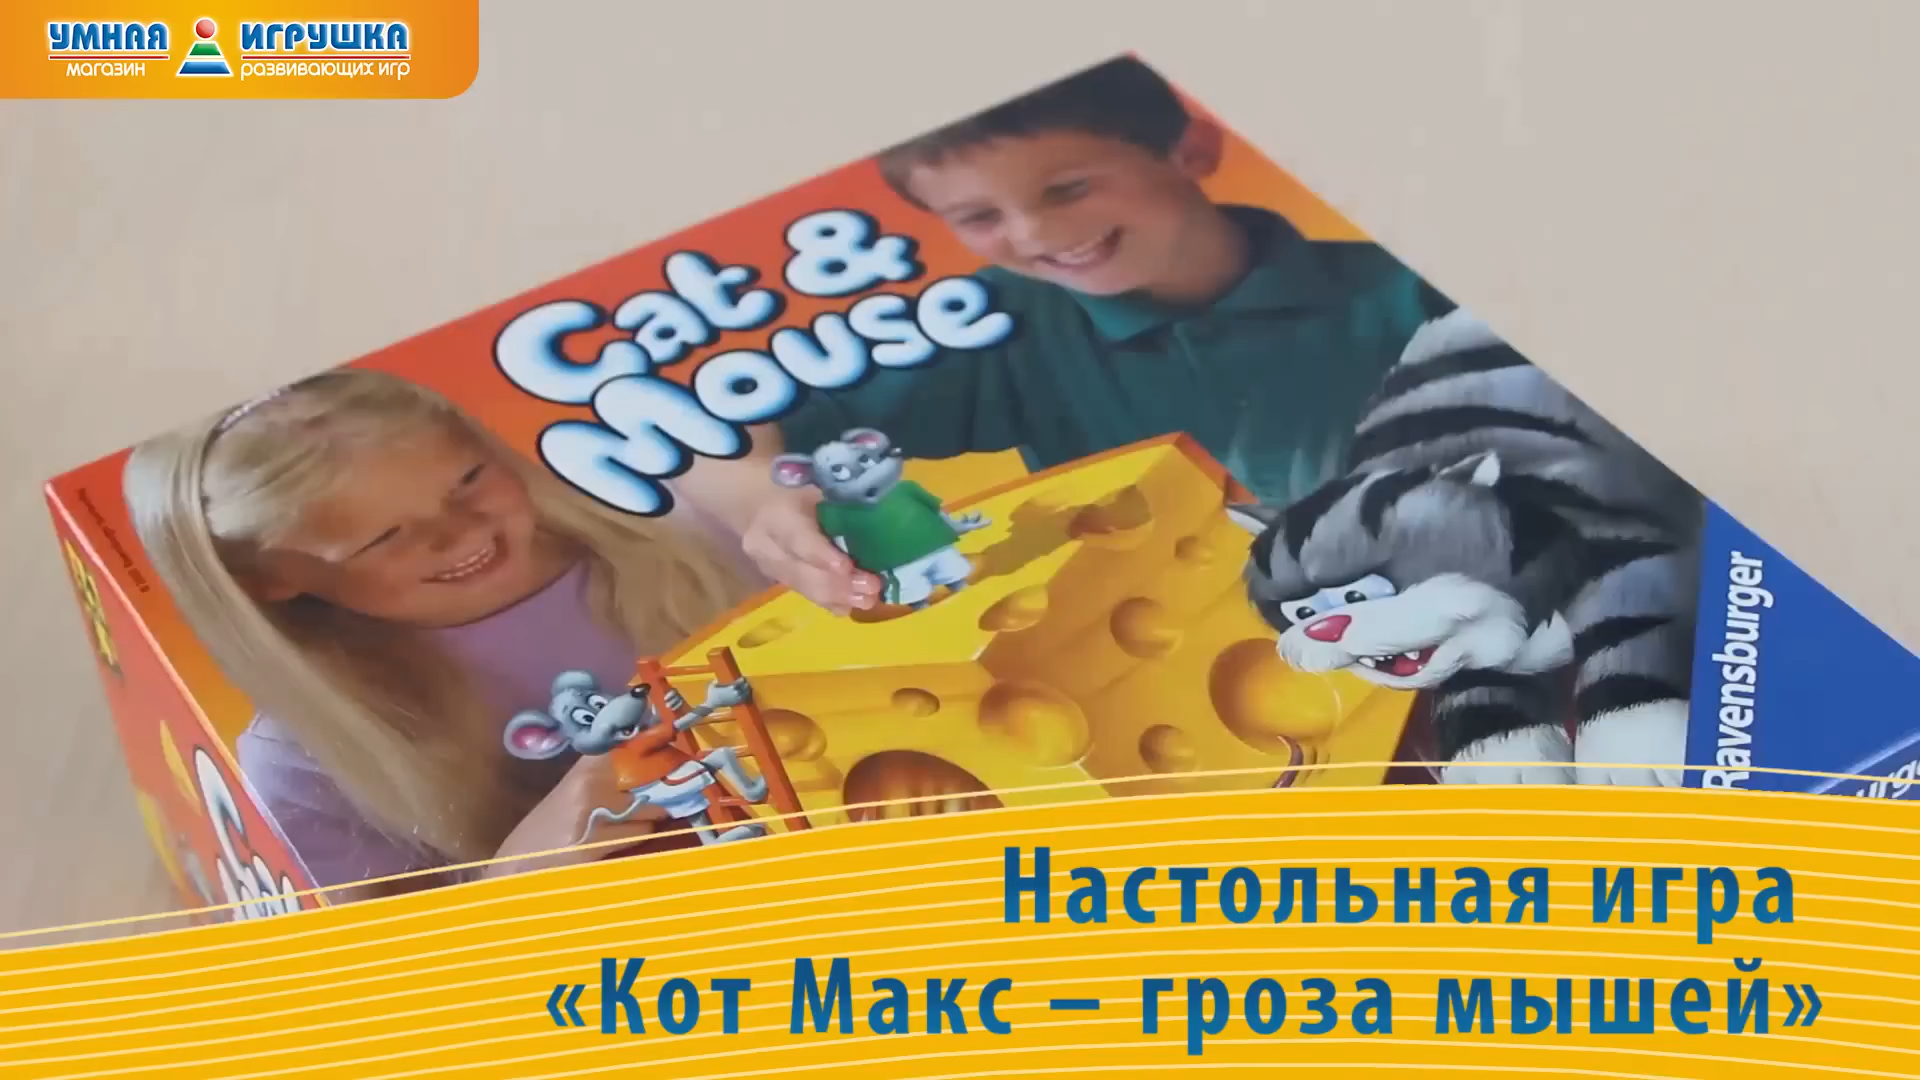 УМНАЯ ИГРУШКА
магазин развивающих игр
Cat &
Mouse
Ravensburger
Настольная игра
«Кот Макс – гроза мышей»